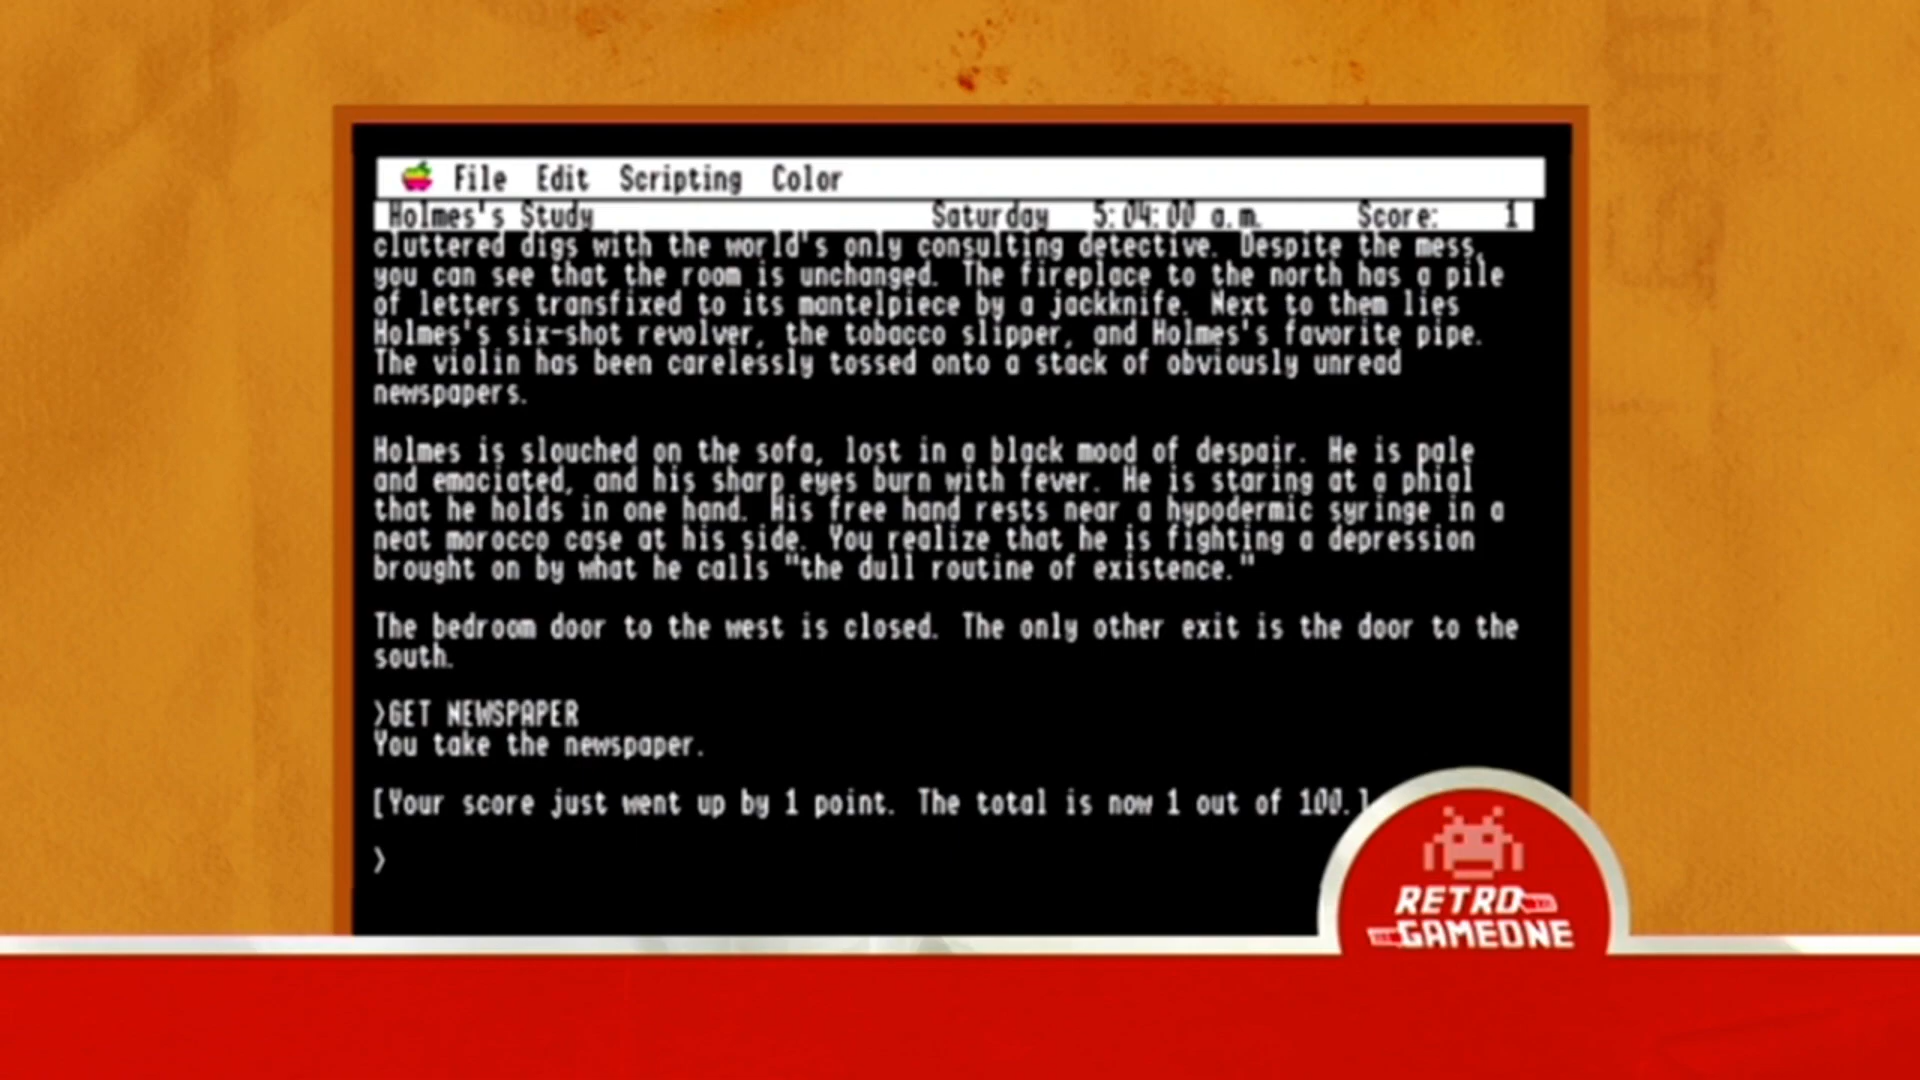 File Edit Scripting Color
Holmes's Study Saturday 5:04:00 a.m. Score: 1
cluttered digs with the world's only consulting detective. Despite the mess,
you can see that the room is unchanged. The fireplace to the north has a pile
of letters transfixed to its mantelpiece by a jackknife. Next to them lies
Holmes's six-shot revolver, the tobacco slipper, and Holmes's favorite pipe.
The violin has been carelessly tossed onto a stack of obviously unread
newspapers.
Holmes is slouched on the sofa, lost in a black mood of despair. He is pale
and emaciated, and his sharp eyes burn with fever. He is staring at a phial
that he holds in one hand. His free hand rests near a hypodermic syringe in a
neat morocco case at his side. You realize that he is fighting a depression
brought on by what he calls "the dull routine of existence."
The bedroom door to the west is closed. The only other exit is the door to the
south.
>GET NEWSPAPER
You take the newspaper.
[Your score just went up by 1 point. The total is now 1 out of 100.]
>
RETRO
GAMEONE